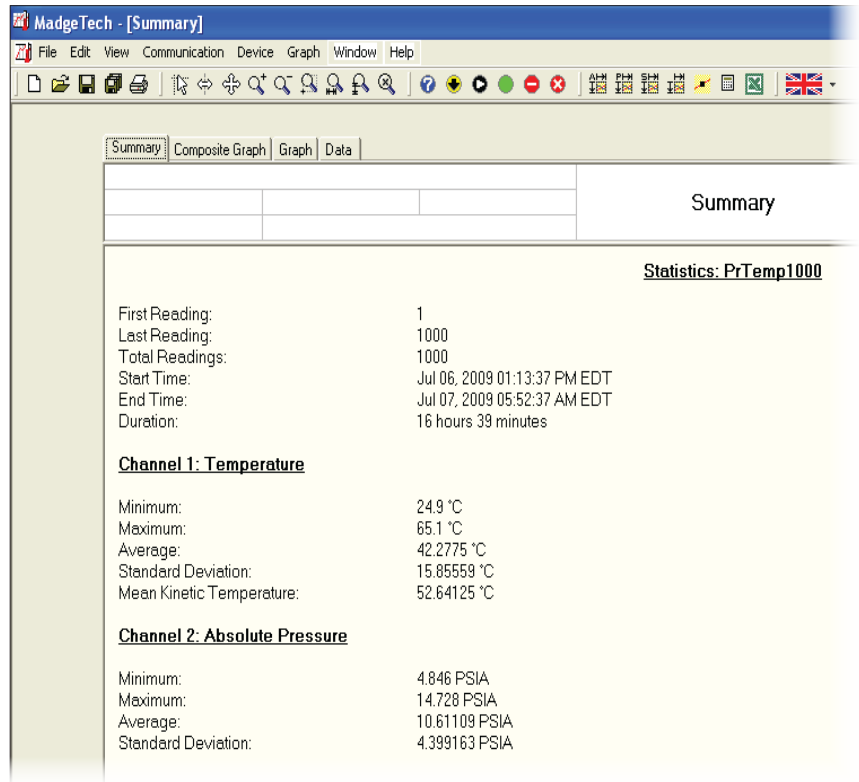 MadgeTech - [Summary]
File Edit View Communication Device Graph Window Help
Summary Composite Graph Graph Data
Summary
Statistics: PrTemp1000
First Reading: 1
Last Reading: 1000
Total Readings: 1000
Start Time: Jul 06, 2009 01:13:37 PM EDT
End Time: Jul 07, 2009 05:52:37 AM EDT
Duration: 16 hours 39 minutes
Channel 1: Temperature
Minimum: 24.9 °C
Maximum: 65.1 °C
Average: 42.2775 °C
Standard Deviation: 15.85559 °C
Mean Kinetic Temperature: 52.64125 °C
Channel 2: Absolute Pressure
Minimum: 4.846 PSIA
Maximum: 14.728 PSIA
Average: 10.61109 PSIA
Standard Deviation: 4.399163 PSIA